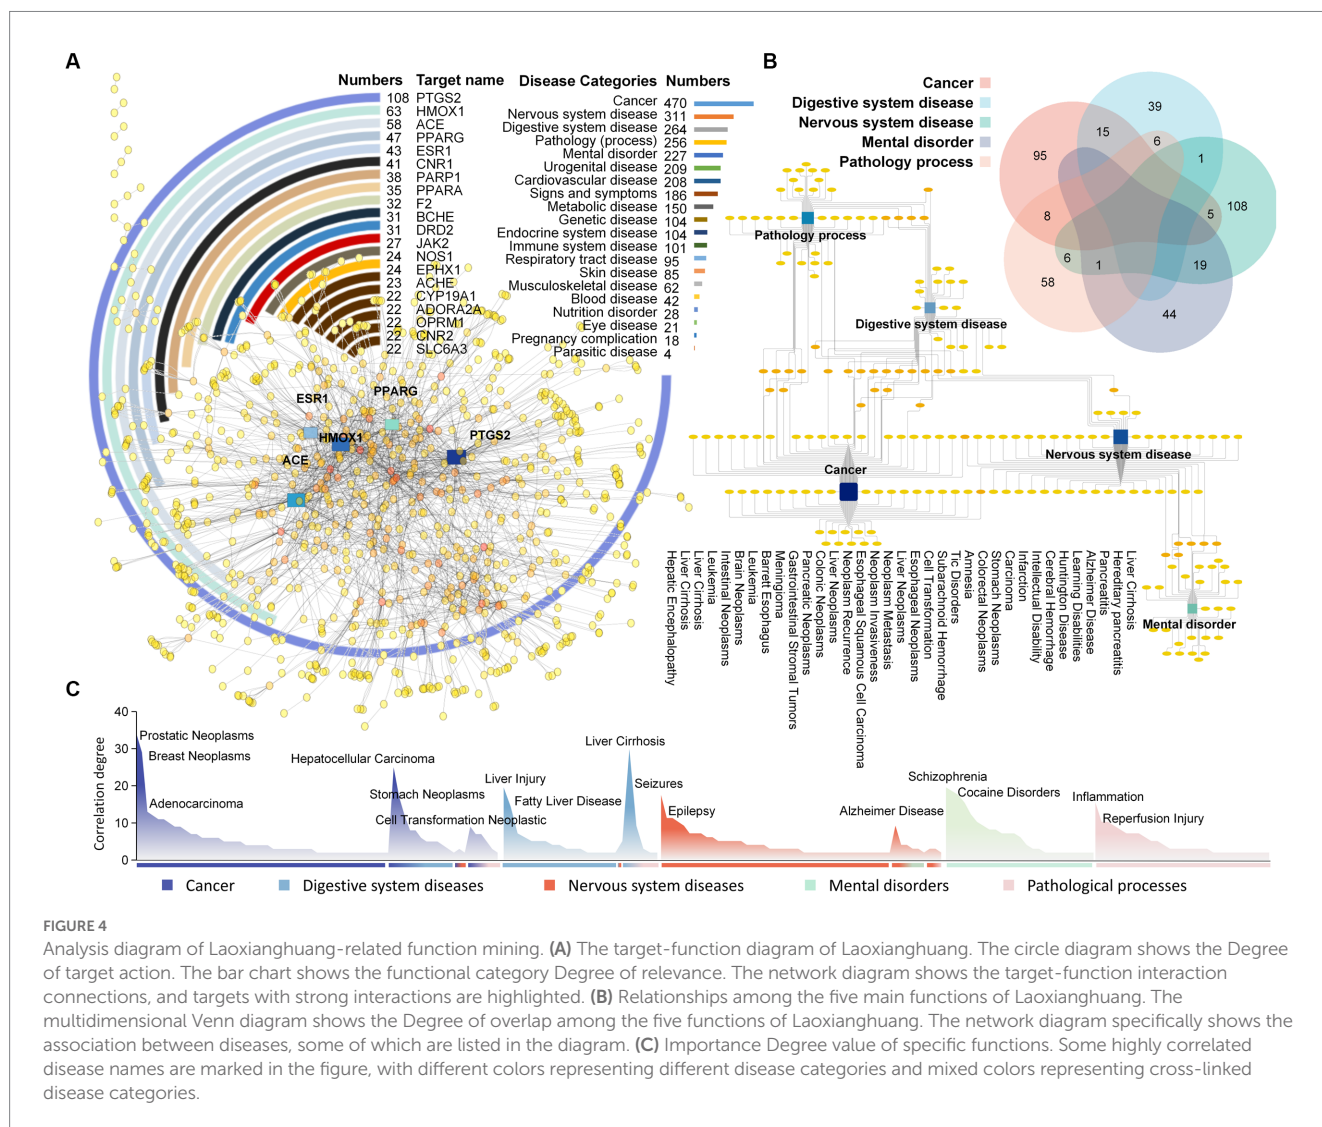 A
Numbers Target name
108 PTGS2
63 HMOX1
58 ACE
47 PPARG
43 ESR1
41 CNR1
38 PARP1
35 PPARA
32 F2
31 BCHE
31 DRD2
27 JAK2
24 NOS1
24 EPHX1
23 ACHE
22 CYP19A1
22 ADORA2A
22 OPRM1
22 CNR2
22 SLC6A3
Disease Categories Numbers
Cancer 470
Nervous system disease 311
Digestive system disease 264
Pathology (process) 256
Mental disorder 227
Urogenital disease 209
Cardiovascular disease 208
Signs and symptoms 186
Metabolic disease 150
Genetic disease 104
Endocrine system disease 104
Immune system disease 101
Respiratory tract disease 95
Skin disease 85
Musculoskeletal disease 62
Blood disease 42
Nutrition disorder 28
Eye disease 21
Pregnancy complication 18
Parasitic disease 4
PPARG
ESR1
HMOX1
PTGS2
ACE
B
Cancer
Digestive system disease
Nervous system disease
Mental disorder
Pathology process
39
15
6
95
1
8
5
108
6
1
19
58
44
Pathology process
Digestive system disease
Nervous system disease
Cancer
Mental disorder
Hepatic Encephalopathy
Liver Cirrhosis
Liver Cirrhosis
Leukemia
Intestinal Neoplasms
Brain Neoplasms
Leukemia
Barrett Esophagus
Meningioma
Gastrointestinal Stromal Tumors
Pancreatic Neoplasms
Colonic Neoplasms
Liver Neoplasms
Neoplasm Recurrence
Esophageal Squamous Cell Carcinoma
Neoplasm Invasiveness
Neoplasm Metastasis
Liver Neoplasms
Esophageal Neoplasms
Cell Transformation
Subarachnoid Hemorrhage
Tic Disorders
Amnesia
Colorectal Neoplasms
Stomach Neoplasms
Carcinoma
Infarction
Intellectual Disability
Cerebral Hemorrhage
Huntington Disease
Learning Disabilities
Alzheimer Disease
Pancreatitis
Hereditary pancreatitis
Liver Cirrhosis
C
Correlation degree
40
30
20
10
0
Prostatic Neoplasms
Breast Neoplasms
Adenocarcinoma
Hepatocellular Carcinoma
Stomach Neoplasms
Cell Transformation Neoplastic
Liver Injury
Fatty Liver Disease
Liver Cirrhosis
Seizures
Epilepsy
Alzheimer Disease
Schizophrenia
Cocaine Disorders
Inflammation
Reperfusion Injury
Cancer Digestive system diseases Nervous system diseases Mental disorders Pathological processes
FIGURE 4
Analysis diagram of Laoxianghuang-related function mining. (A) The target-function diagram of Laoxianghuang. The circle diagram shows the Degree
of target action. The bar chart shows the functional category Degree of relevance. The network diagram shows the target-function interaction
connections, and targets with strong interactions are highlighted. (B) Relationships among the five main functions of Laoxianghuang. The
multidimensional Venn diagram shows the Degree of overlap among the five functions of Laoxianghuang. The network diagram specifically shows the
association between diseases, some of which are listed in the diagram. (C) Importance Degree value of specific functions. Some highly correlated
disease names are marked in the figure, with different colors representing different disease categories and mixed colors representing cross-linked
disease categories.